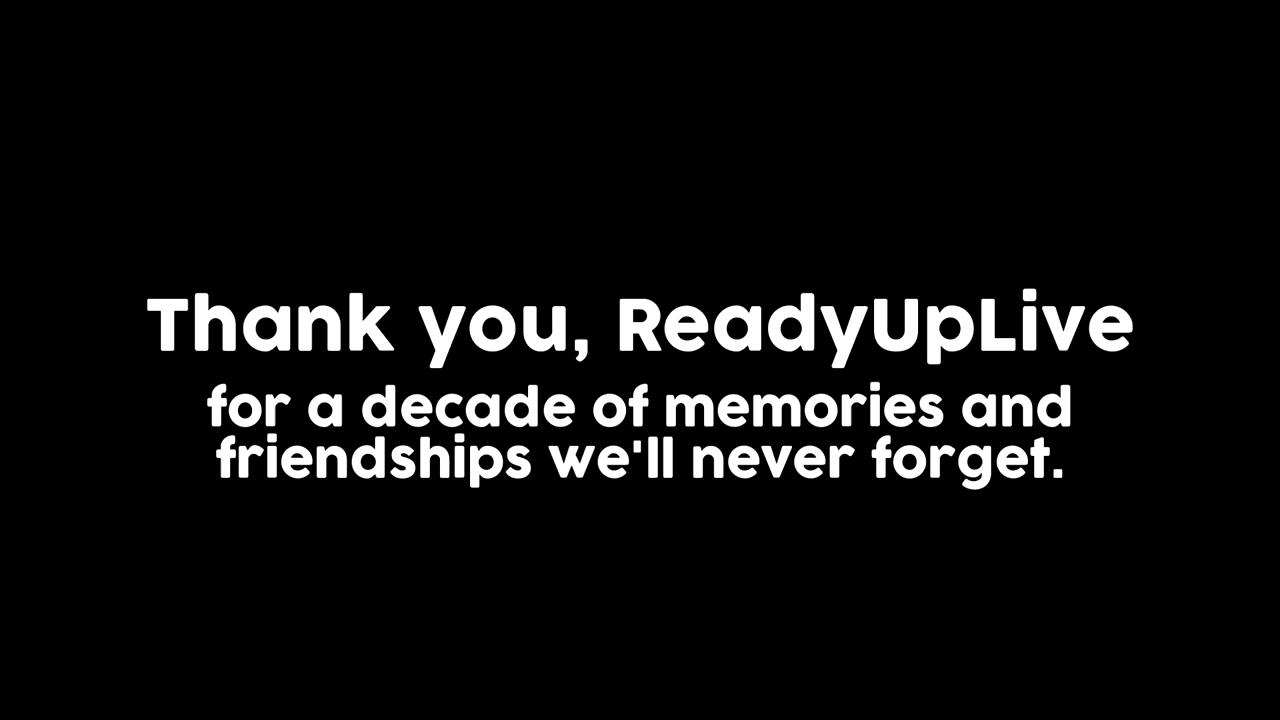 Thank you, ReadyUpLive
for a decade of memories and
friendships we'll never forget.